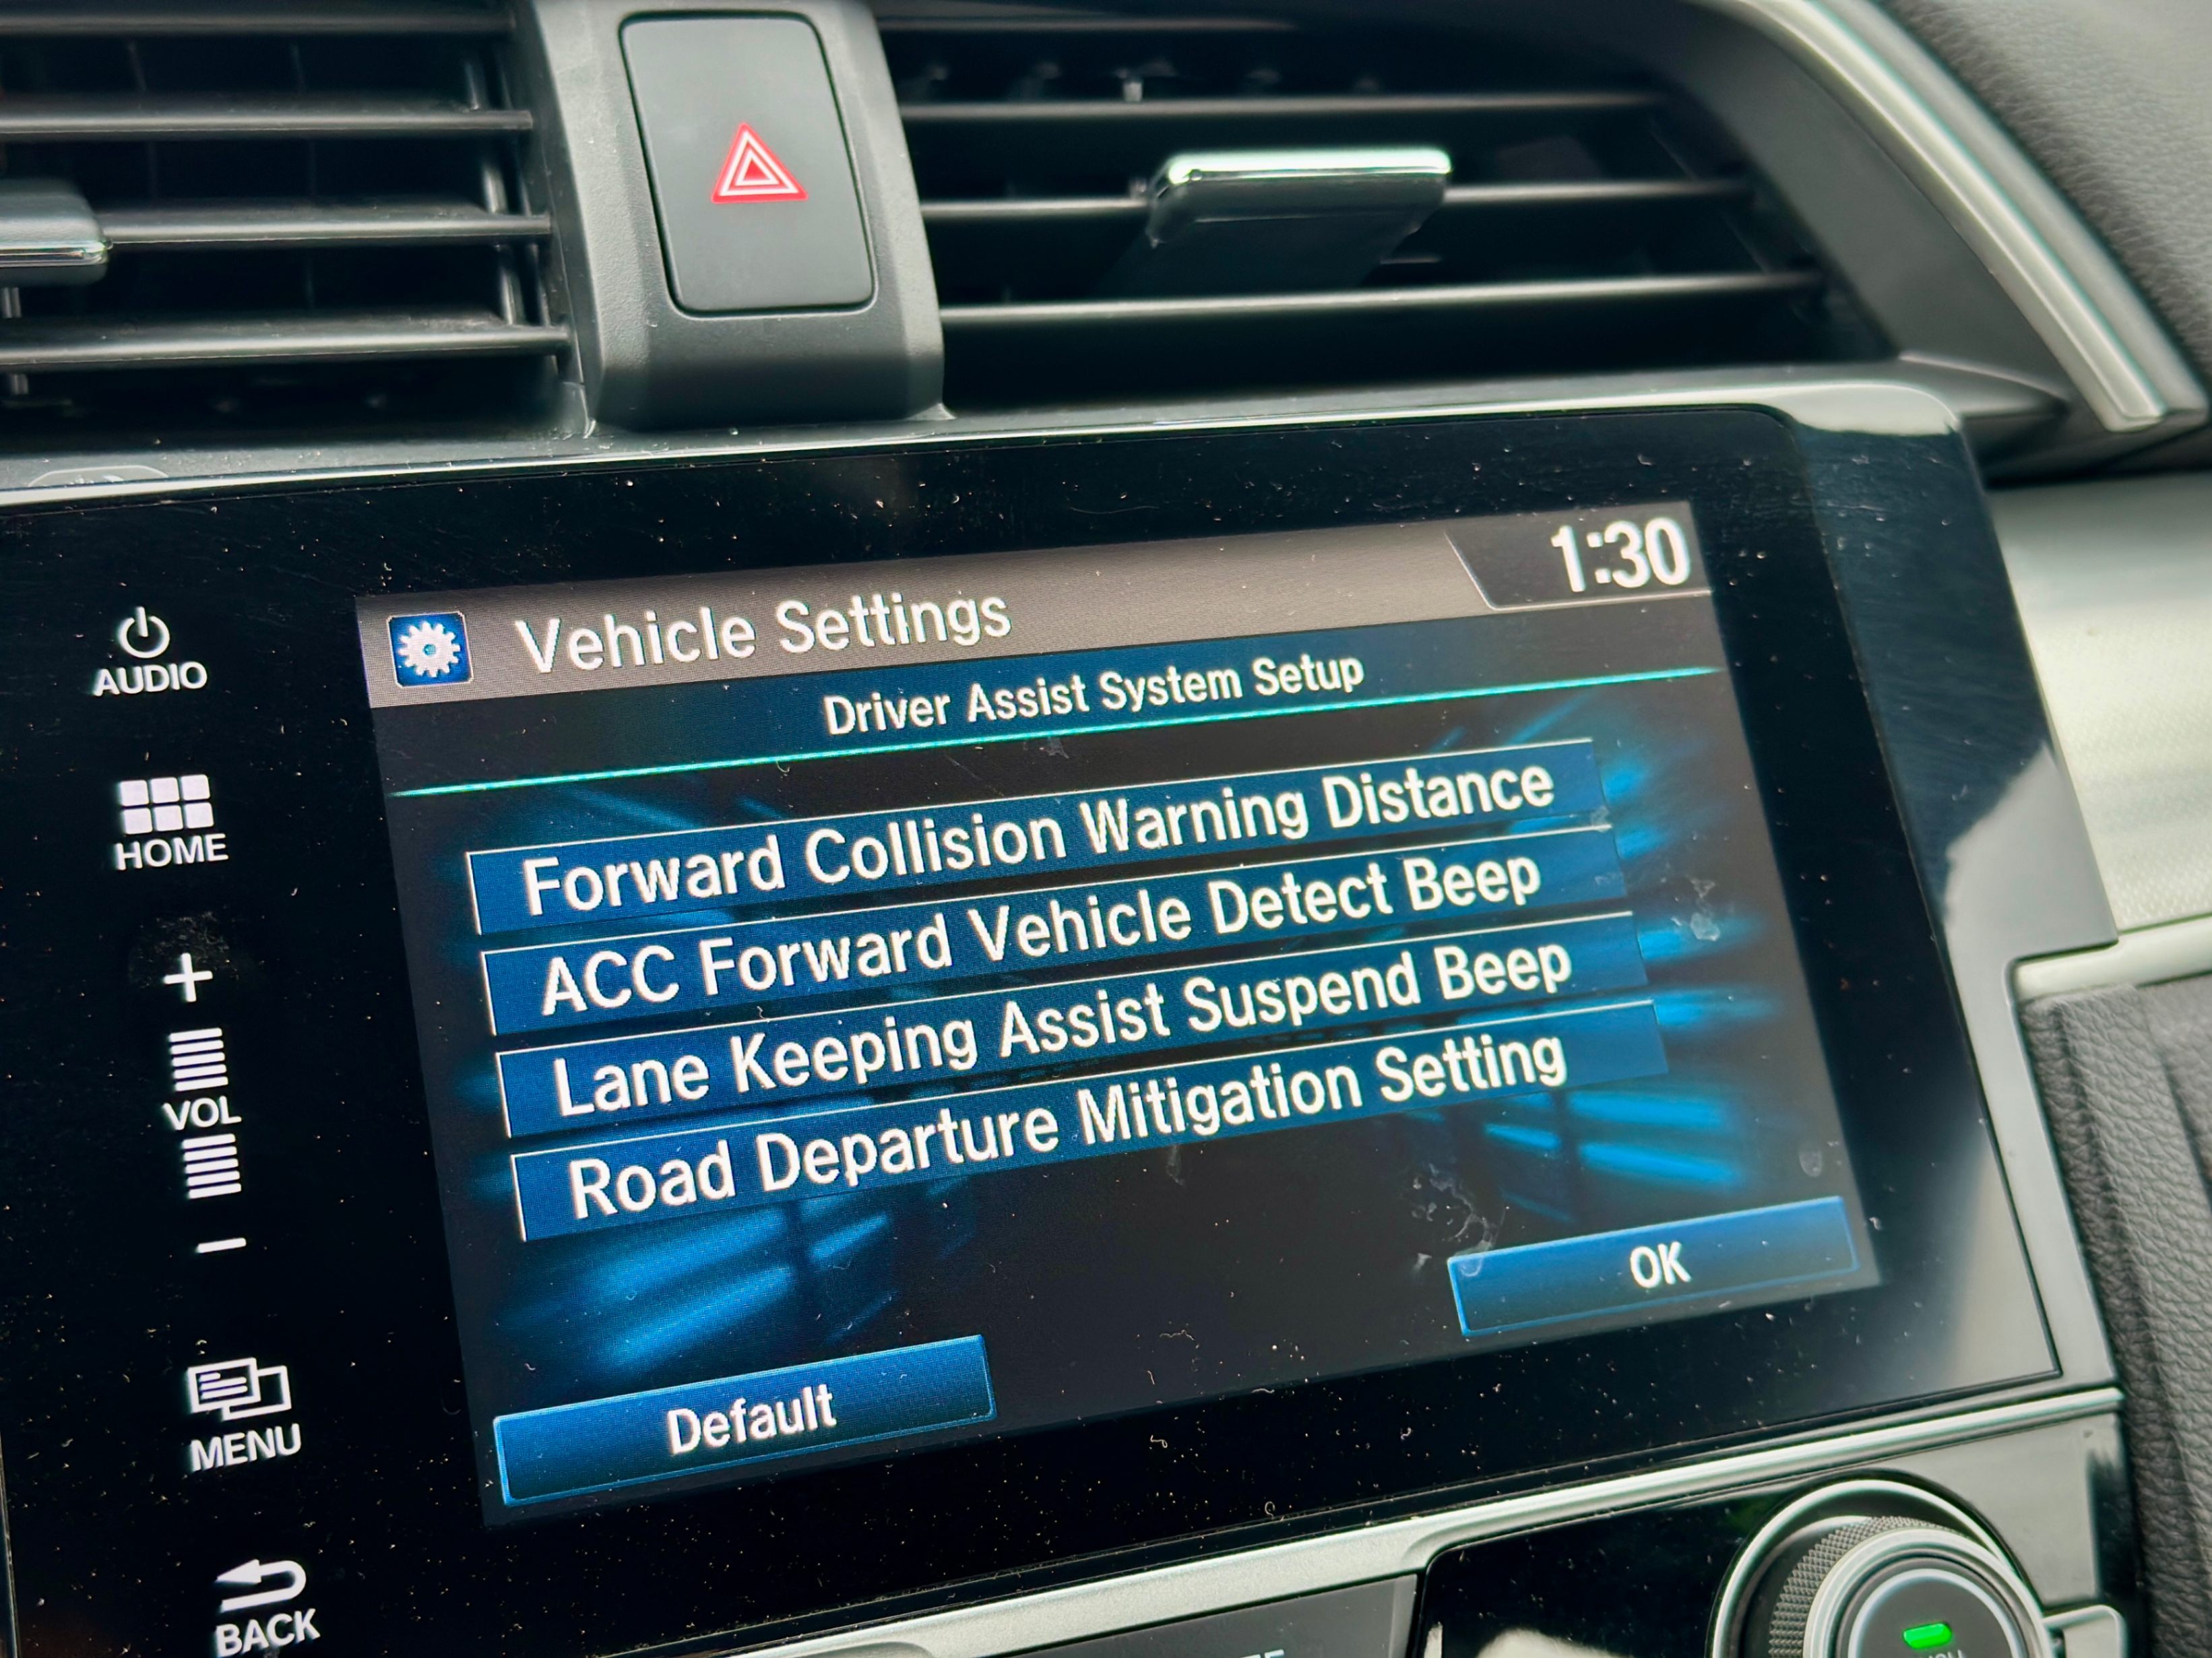 1:30
Vehicle Settings
Driver Assist System Setup
Forward Collision Warning Distance
ACC Forward Vehicle Detect Beep
Lane Keeping Assist Suspend Beep
Road Departure Mitigation Setting
OK
Default
AUDIO
HOME
+
VOL
−
MENU
BACK